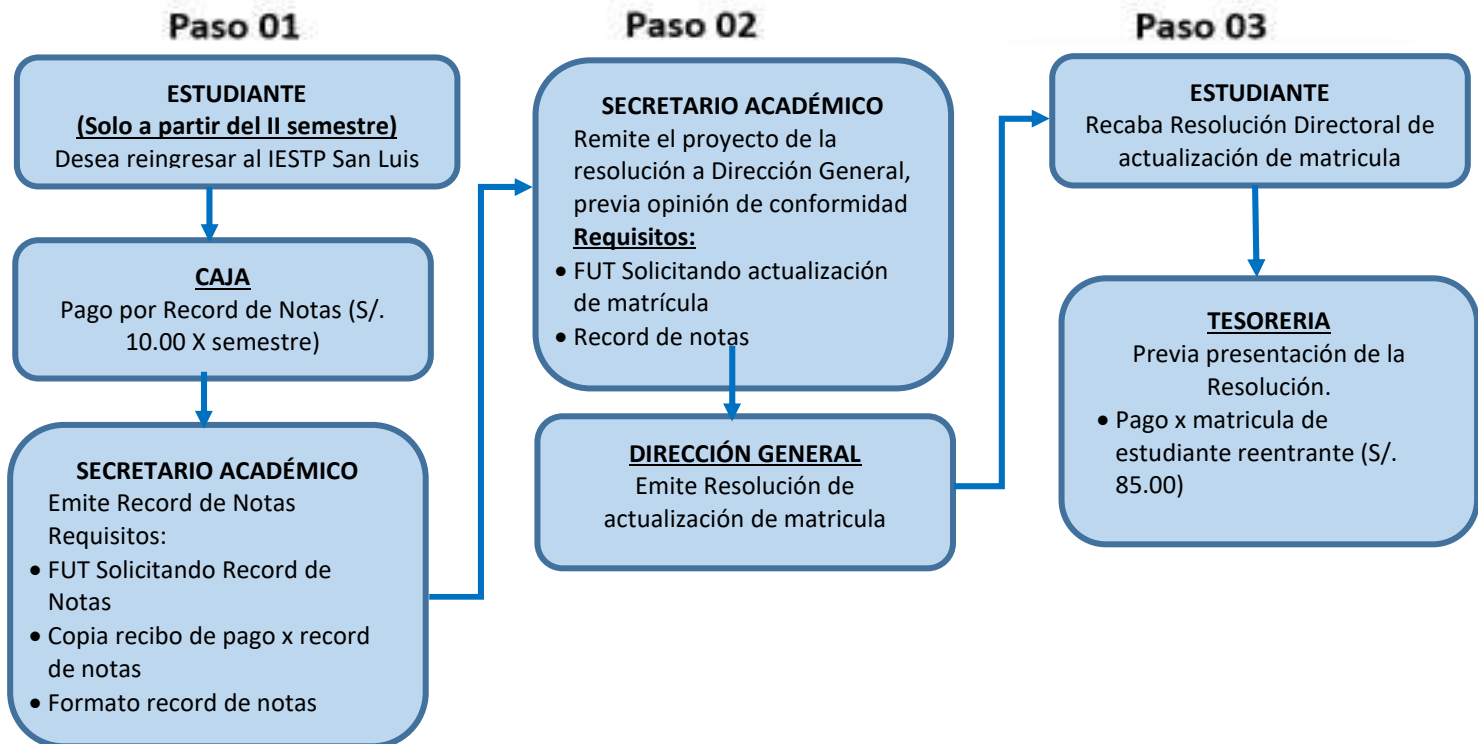 Paso 01
ESTUDIANTE
(Solo a partir del II semestre)
Desea reingresar al IESTP San Luis
CAJA
Pago por Record de Notas (S/.
10.00 X semestre)
SECRETARIO ACADÉMICO
Emite Record de Notas
Requisitos:
• FUT Solicitando Record de
Notas
• Copia recibo de pago x record
de notas
• Formato record de notas
Paso 02
SECRETARIO ACADÉMICO
Remite el proyecto de la
resolución a Dirección General,
previa opinión de conformidad
Requisitos:
• FUT Solicitando actualización
de matrícula
• Record de notas
DIRECCIÓN GENERAL
Emite Resolución de
actualización de matricula
Paso 03
ESTUDIANTE
Recaba Resolución Directoral de
actualización de matricula
TESORERIA
Previa presentación de la
Resolución.
• Pago x matricula de
estudiante reentrante (S/.
85.00)